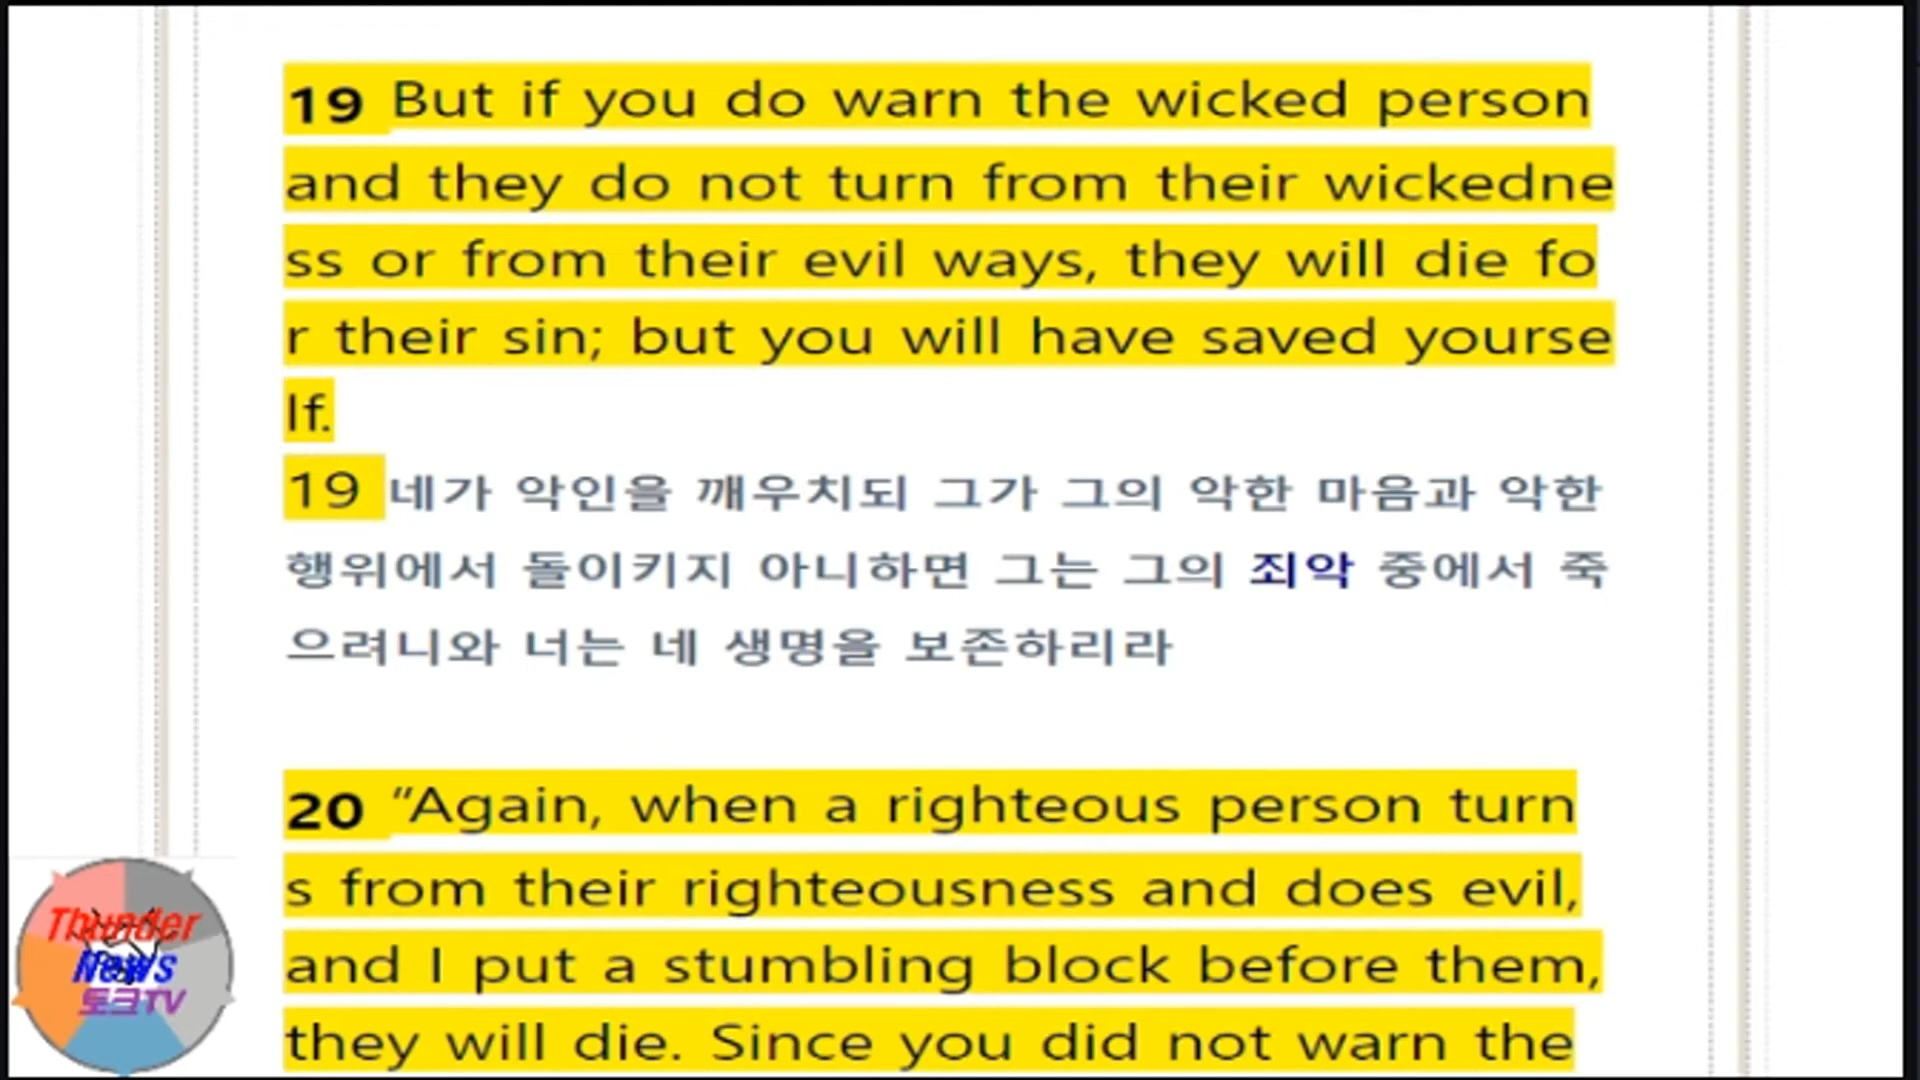 19 But if you do warn the wicked person
and they do not turn from their wickedne
ss or from their evil ways, they will die fo
r their sin; but you will have saved yourse
lf.
19 네가 악인을 깨우치되 그가 그의 악한 마음과 악한
행위에서 돌이키지 아니하면 그는 그의 죄악 중에서 죽
으려니와 너는 네 생명을 보존하리라
20 “Again, when a righteous person turn
s from their righteousness and does evil,
and I put a stumbling block before them,
they will die. Since you did not warn the
Thunder
News
토크TV